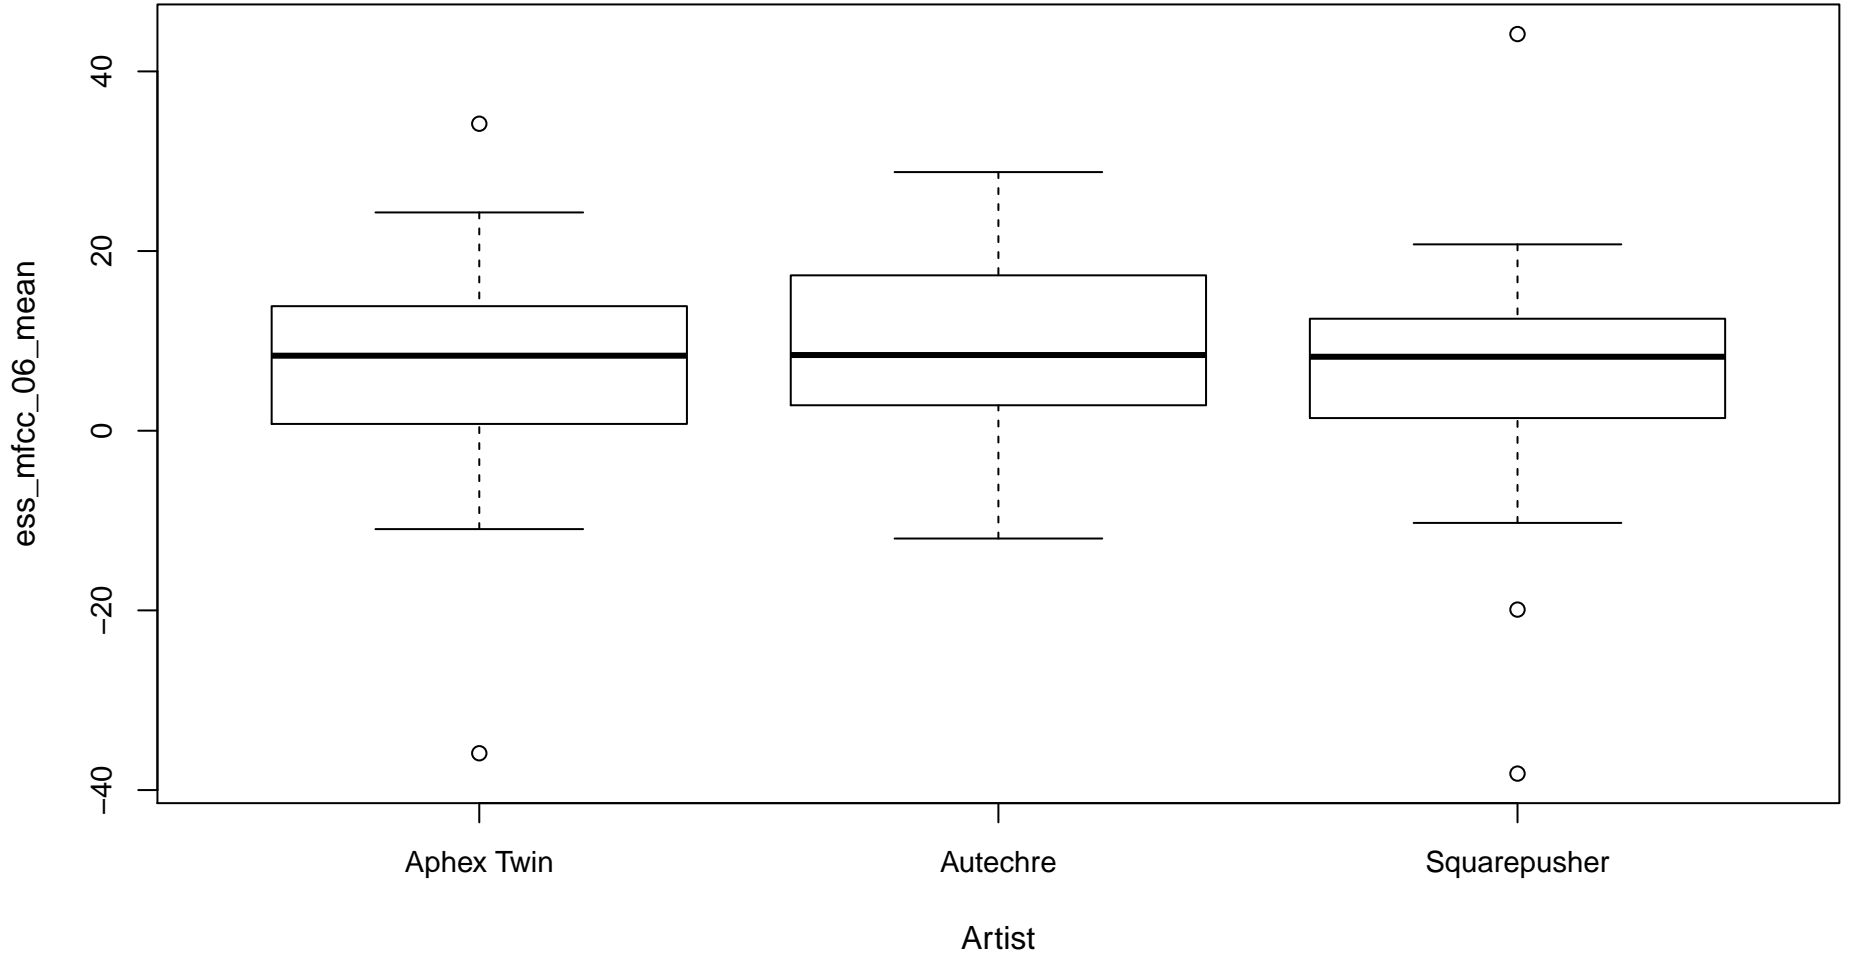 ess_mfcc_06_mean
40
20
0
−20
−40
Aphex Twin
Autechre
Squarepusher
Artist